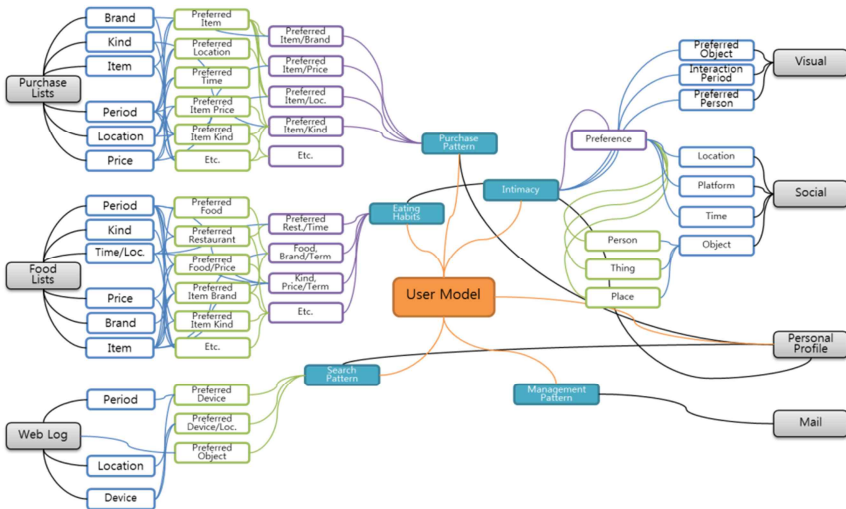 Brand
Kind
Item
Purchase
Lists
Period
Location
Price
Preferred
Item
Preferred
Location
Preferred
Time
Preferred
Item Price
Preferred
Item Kind
Etc.
Preferred
Item/Brand
Preferred
Item/Price
Preferred
Item/Loc.
Preferred
Item/Kind
Etc.
Purchase
Pattern
Period
Kind
Time/Loc.
Food
Lists
Price
Brand
Item
Preferred
Food
Preferred
Restaurant
Preferred
Food/Price
Preferred
Item Brand
Preferred
Item Kind
Etc.
Preferred
Rest./Time
Food,
Brand/Term
Kind,
Price/Term
Etc.
Eating
Habits
Period
Web Log
Location
Device
Preferred
Device
Preferred
Device/Loc.
Preferred
Object
Search
Pattern
User Model
Management
Pattern
Intimacy
Preference
Preferred
Object
Interaction
Period
Preferred
Person
Visual
Location
Platform
Time
Object
Social
Person
Thing
Place
Personal
Profile
Mail